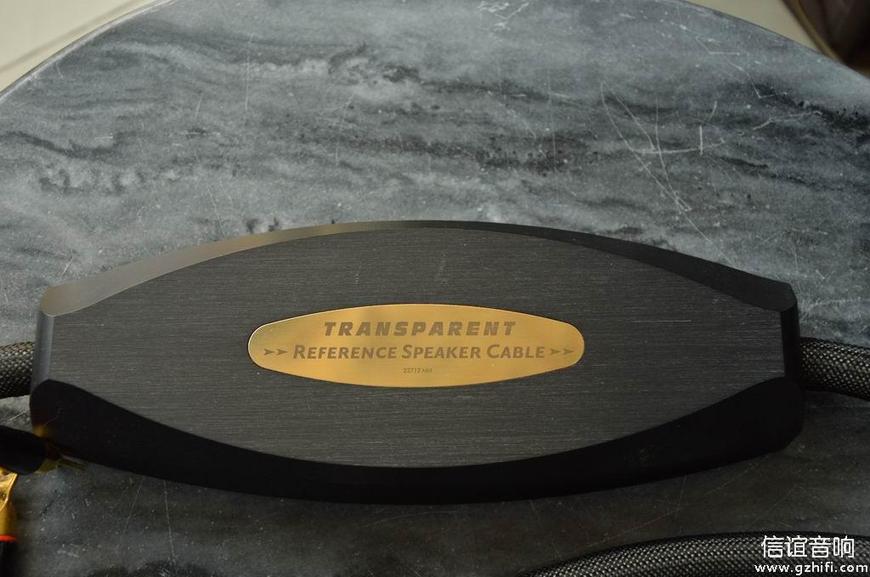 TRANSPARENT
➤➤ REFERENCE SPEAKER CABLE ➤➤
信谊音响
www.gzhifi.com